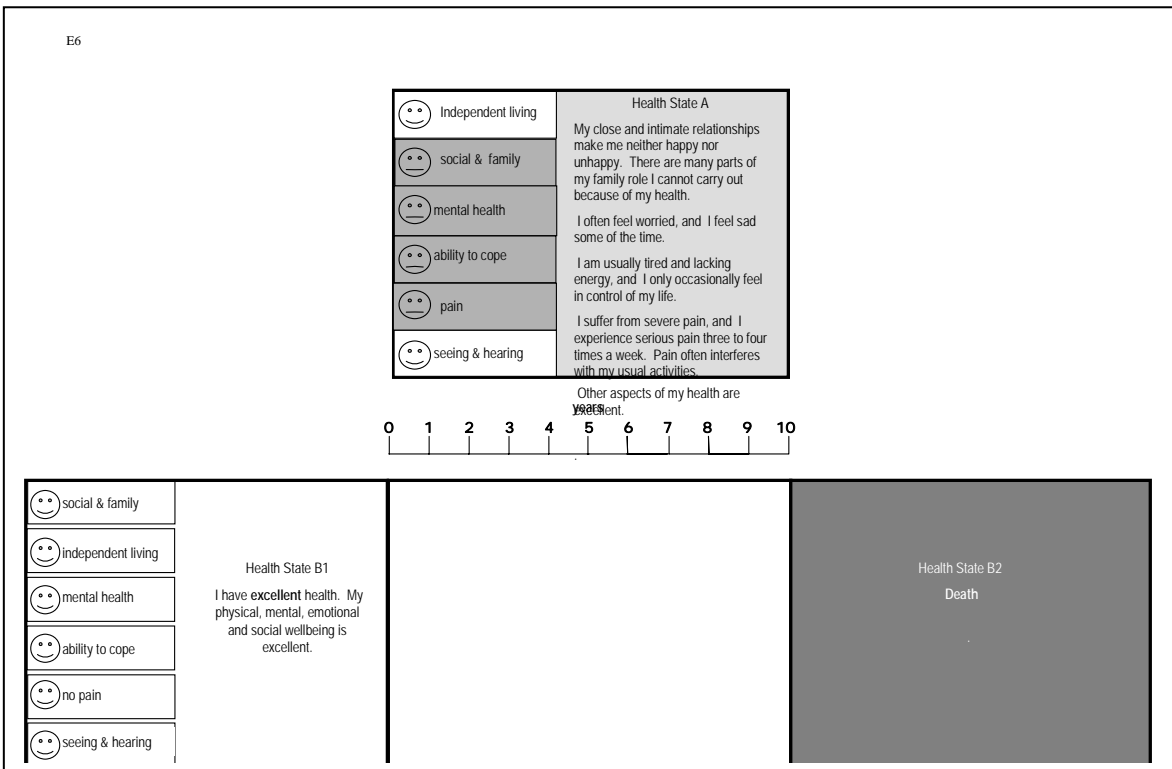 E6
Independent living
social & family
mental health
ability to cope
pain
seeing & hearing
Health State A
My close and intimate relationships
make me neither happy nor
unhappy. There are many parts of
my family role I cannot carry out
because of my health.
I often feel worried, and I feel sad
some of the time.
I am usually tired and lacking
energy, and I only occasionally feel
in control of my life.
I suffer from severe pain, and I
experience serious pain three to four
times a week. Pain often interferes
with my usual activities.
Other aspects of my health are
excellent.
years
0 1 2 3 4 5 6 7 8 9 10
social & family
independent living
mental health
ability to cope
no pain
seeing & hearing
Health State B1
I have excellent health. My
physical, mental, emotional
and social wellbeing is
excellent.
Health State B2
Death
.